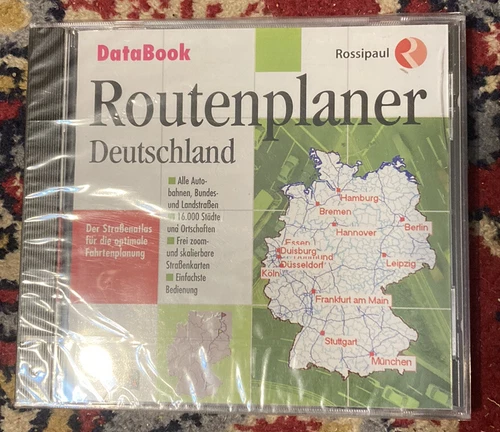 DataBook
Rossipaul
Routenplaner
Deutschland
Alle Auto-
bahnen, Bundes-
und Landstraßen
16.000 Städte
und Ortschaften
Frei zoom-
und skalierbare
Straßenkarten
Einfachste
Bedienung
Der Straßenatlas
für die optimale
Fahrtenplanung
Hamburg
Bremen
Berlin
Hannover
Essen
Duisburg
Düsseldorf
Leipzig
Köln
Frankfurt am Main
Stuttgart
München